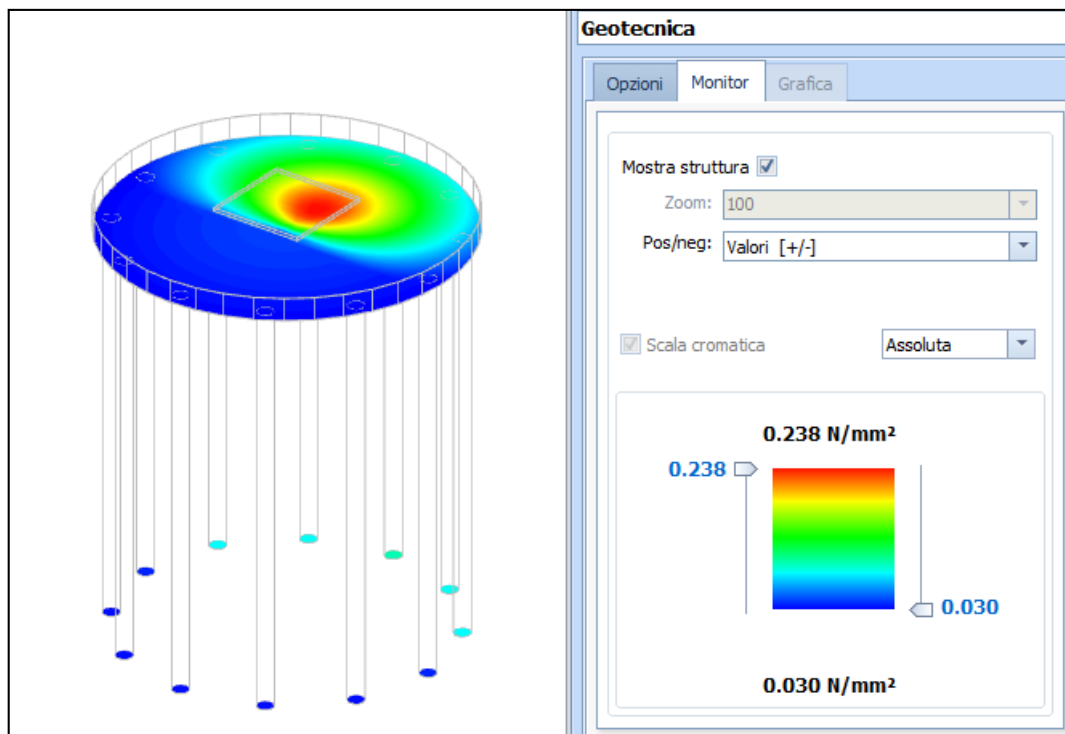 Geotecnica
Opzioni Monitor Grafica
Mostra struttura
Zoom: 100
Pos/neg: Valori [+/-]
Scala cromatica Assoluta
0.238 N/mm²
0.238
0.030
0.030 N/mm²